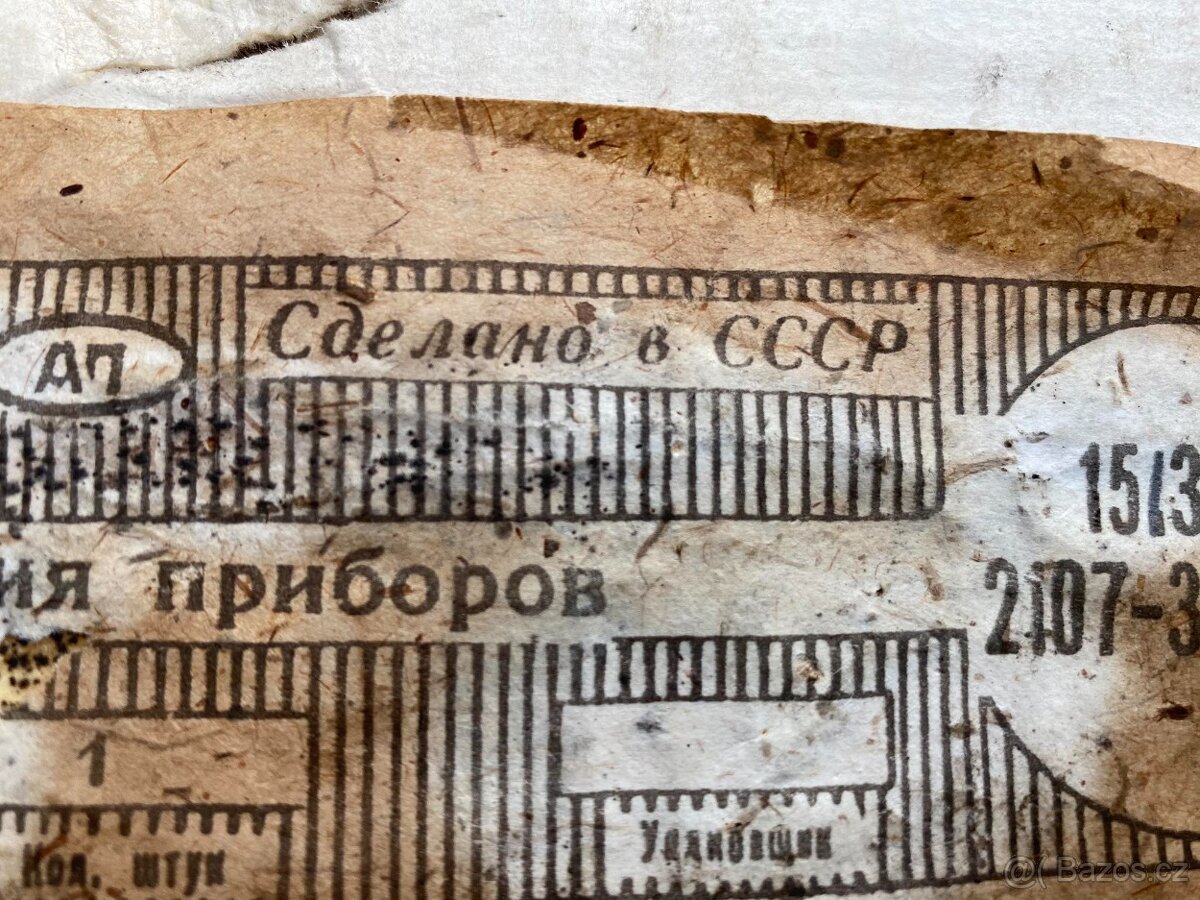 Сделано в СССР
АП
15/3
ия приборов
2107-3
1
Кол. штук
Упаковщик
@( Bazos.cz